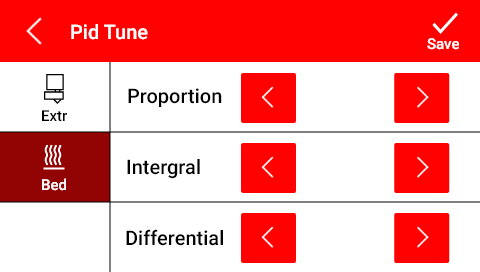 Pid Tune
Save
Extr
Proportion
Bed
Intergral
Differential